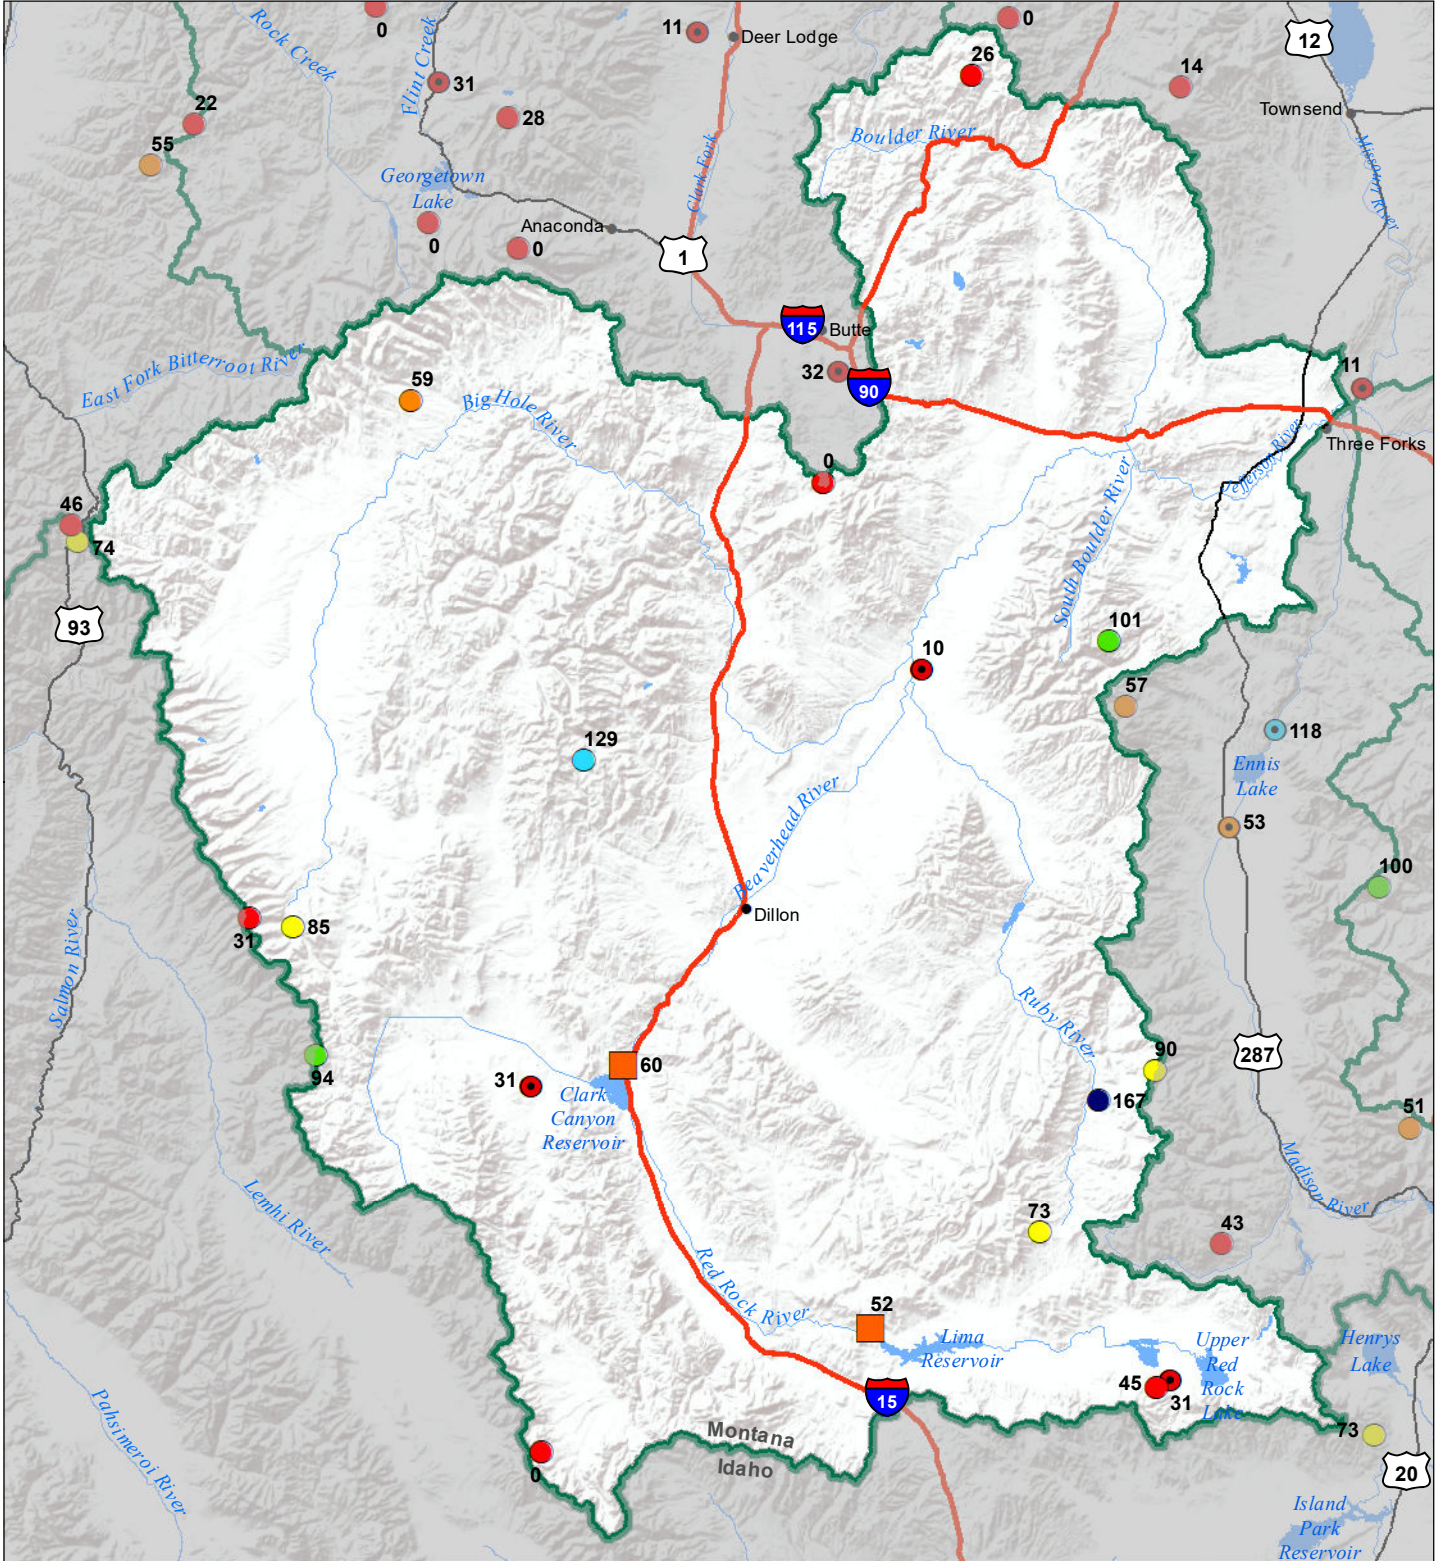 0
Rock Creek
Flint Creek
11
Deer Lodge
0
12
26
14
31
28
22
55
Townsend
Boulder River
Clark Fork
Missouri River
Georgetown
Lake
Anaconda
0
0
1
115
Butte
32
90
11
East Fork Bitterroot River
59
Big Hole River
Three Forks
Jefferson River
0
46
74
South Boulder River
93
101
10
57
118
129
Ennis
Lake
Beaverhead River
53
100
Dillon
31
85
Salmon River
Ruby River
94
60
90
287
31
Clark
Canyon
Reservoir
167
51
Lemhi River
Madison River
73
43
Red Rock River
52
Lima
Reservoir
Upper
Red
Rock
Lake
Henrys
Lake
45
31
15
Pahsimeroi River
Montana
Idaho
73
0
20
Island
Park
Reservoir